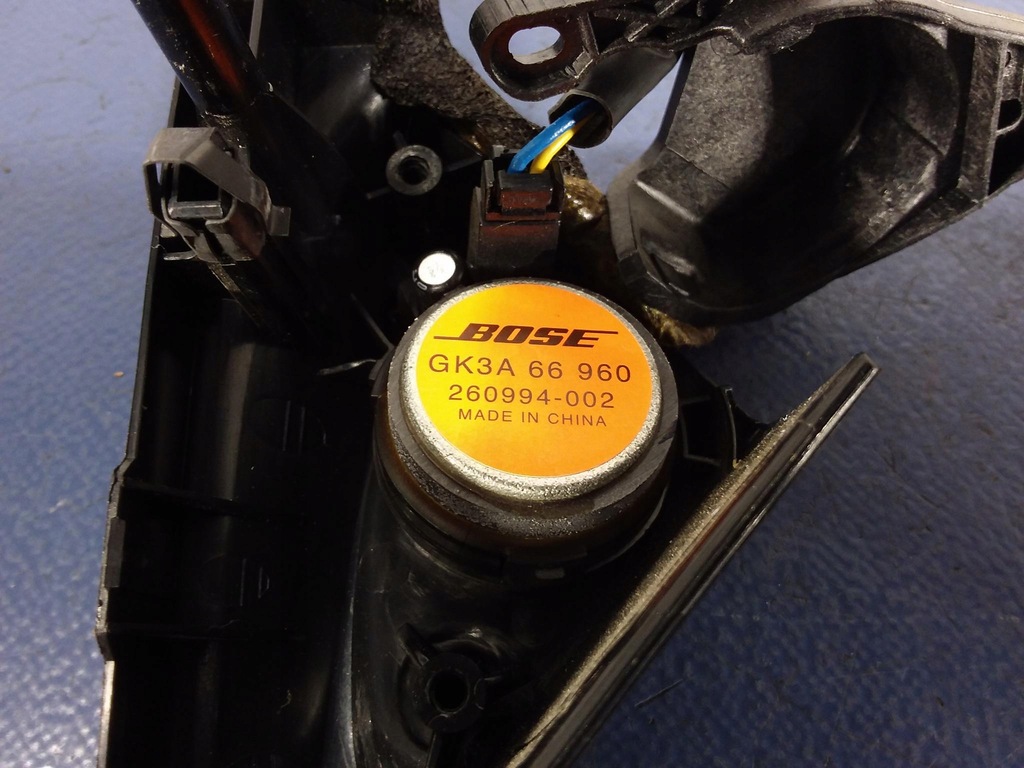 BOSE
GK3A 66 960
260994-002
MADE IN CHINA